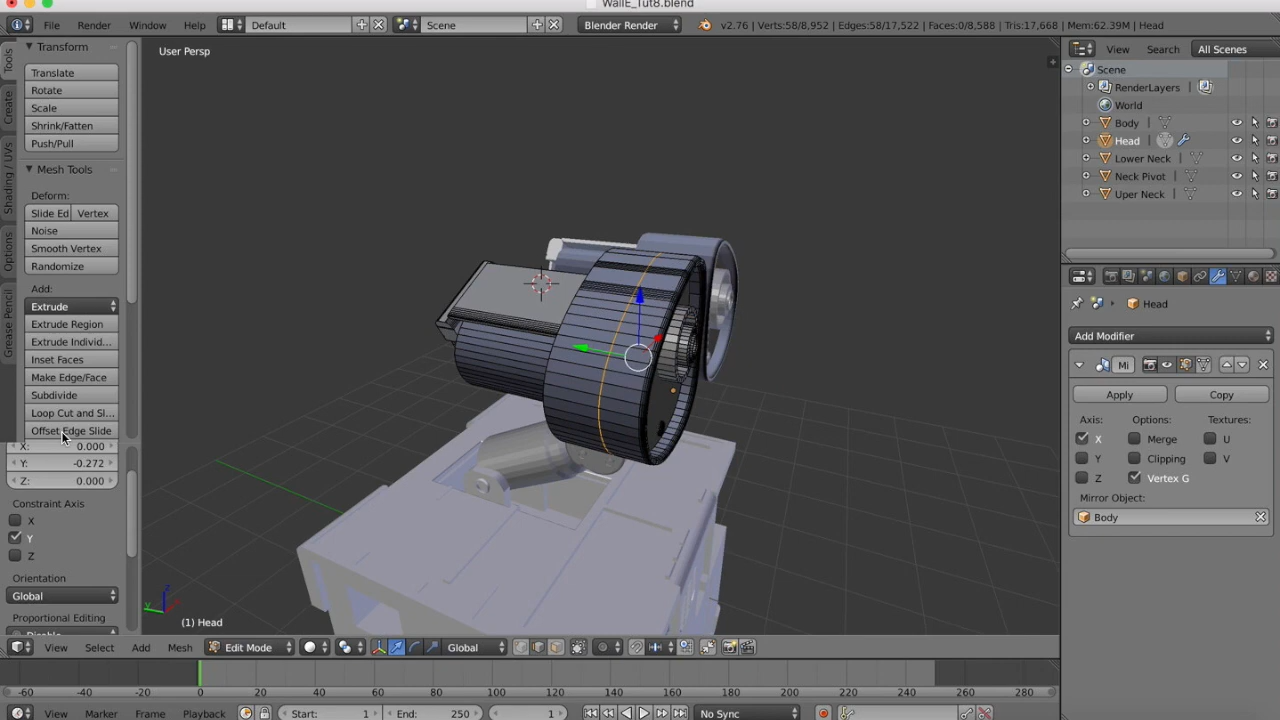 WallE_Tut8.blend
File Render Window Help Default Scene Blender Render v2.76 | Verts:58/8,952 | Edges:58/17,522 | Faces:0/8,588 | Tris:17,668 | Mem:62.39M | Head
Tools
Create
Shading / UVs
Options
Grease Pencil
Transform
Translate
Rotate
Scale
Shrink/Fatten
Push/Pull
Mesh Tools
Deform:
Slide Ed Vertex
Noise
Smooth Vertex
Randomize
Add:
Extrude
Extrude Region
Extrude Individ...
Inset Faces
Make Edge/Face
Subdivide
Loop Cut and Sl...
Offset Edge Slide
X: 0.000
Y: -0.272
Z: 0.000
Constraint Axis
X
Y
Z
Orientation
Global
Proportional Editing
User Persp
(1) Head
View Select Add Mesh Edit Mode Global
View Search All Scenes
Scene
RenderLayers
World
Body
Head
Lower Neck
Neck Pivot
Uper Neck
Head
Add Modifier
Mi
Apply Copy
Axis: Options: Textures:
X Merge U
Y Clipping V
Z Vertex G
Mirror Object:
Body
-60 -40 -20 0 20 40 60 80 100 120 140 160 180 200 220 240 260 280
View Marker Frame Playback Start: 1 End: 250 1 No Sync